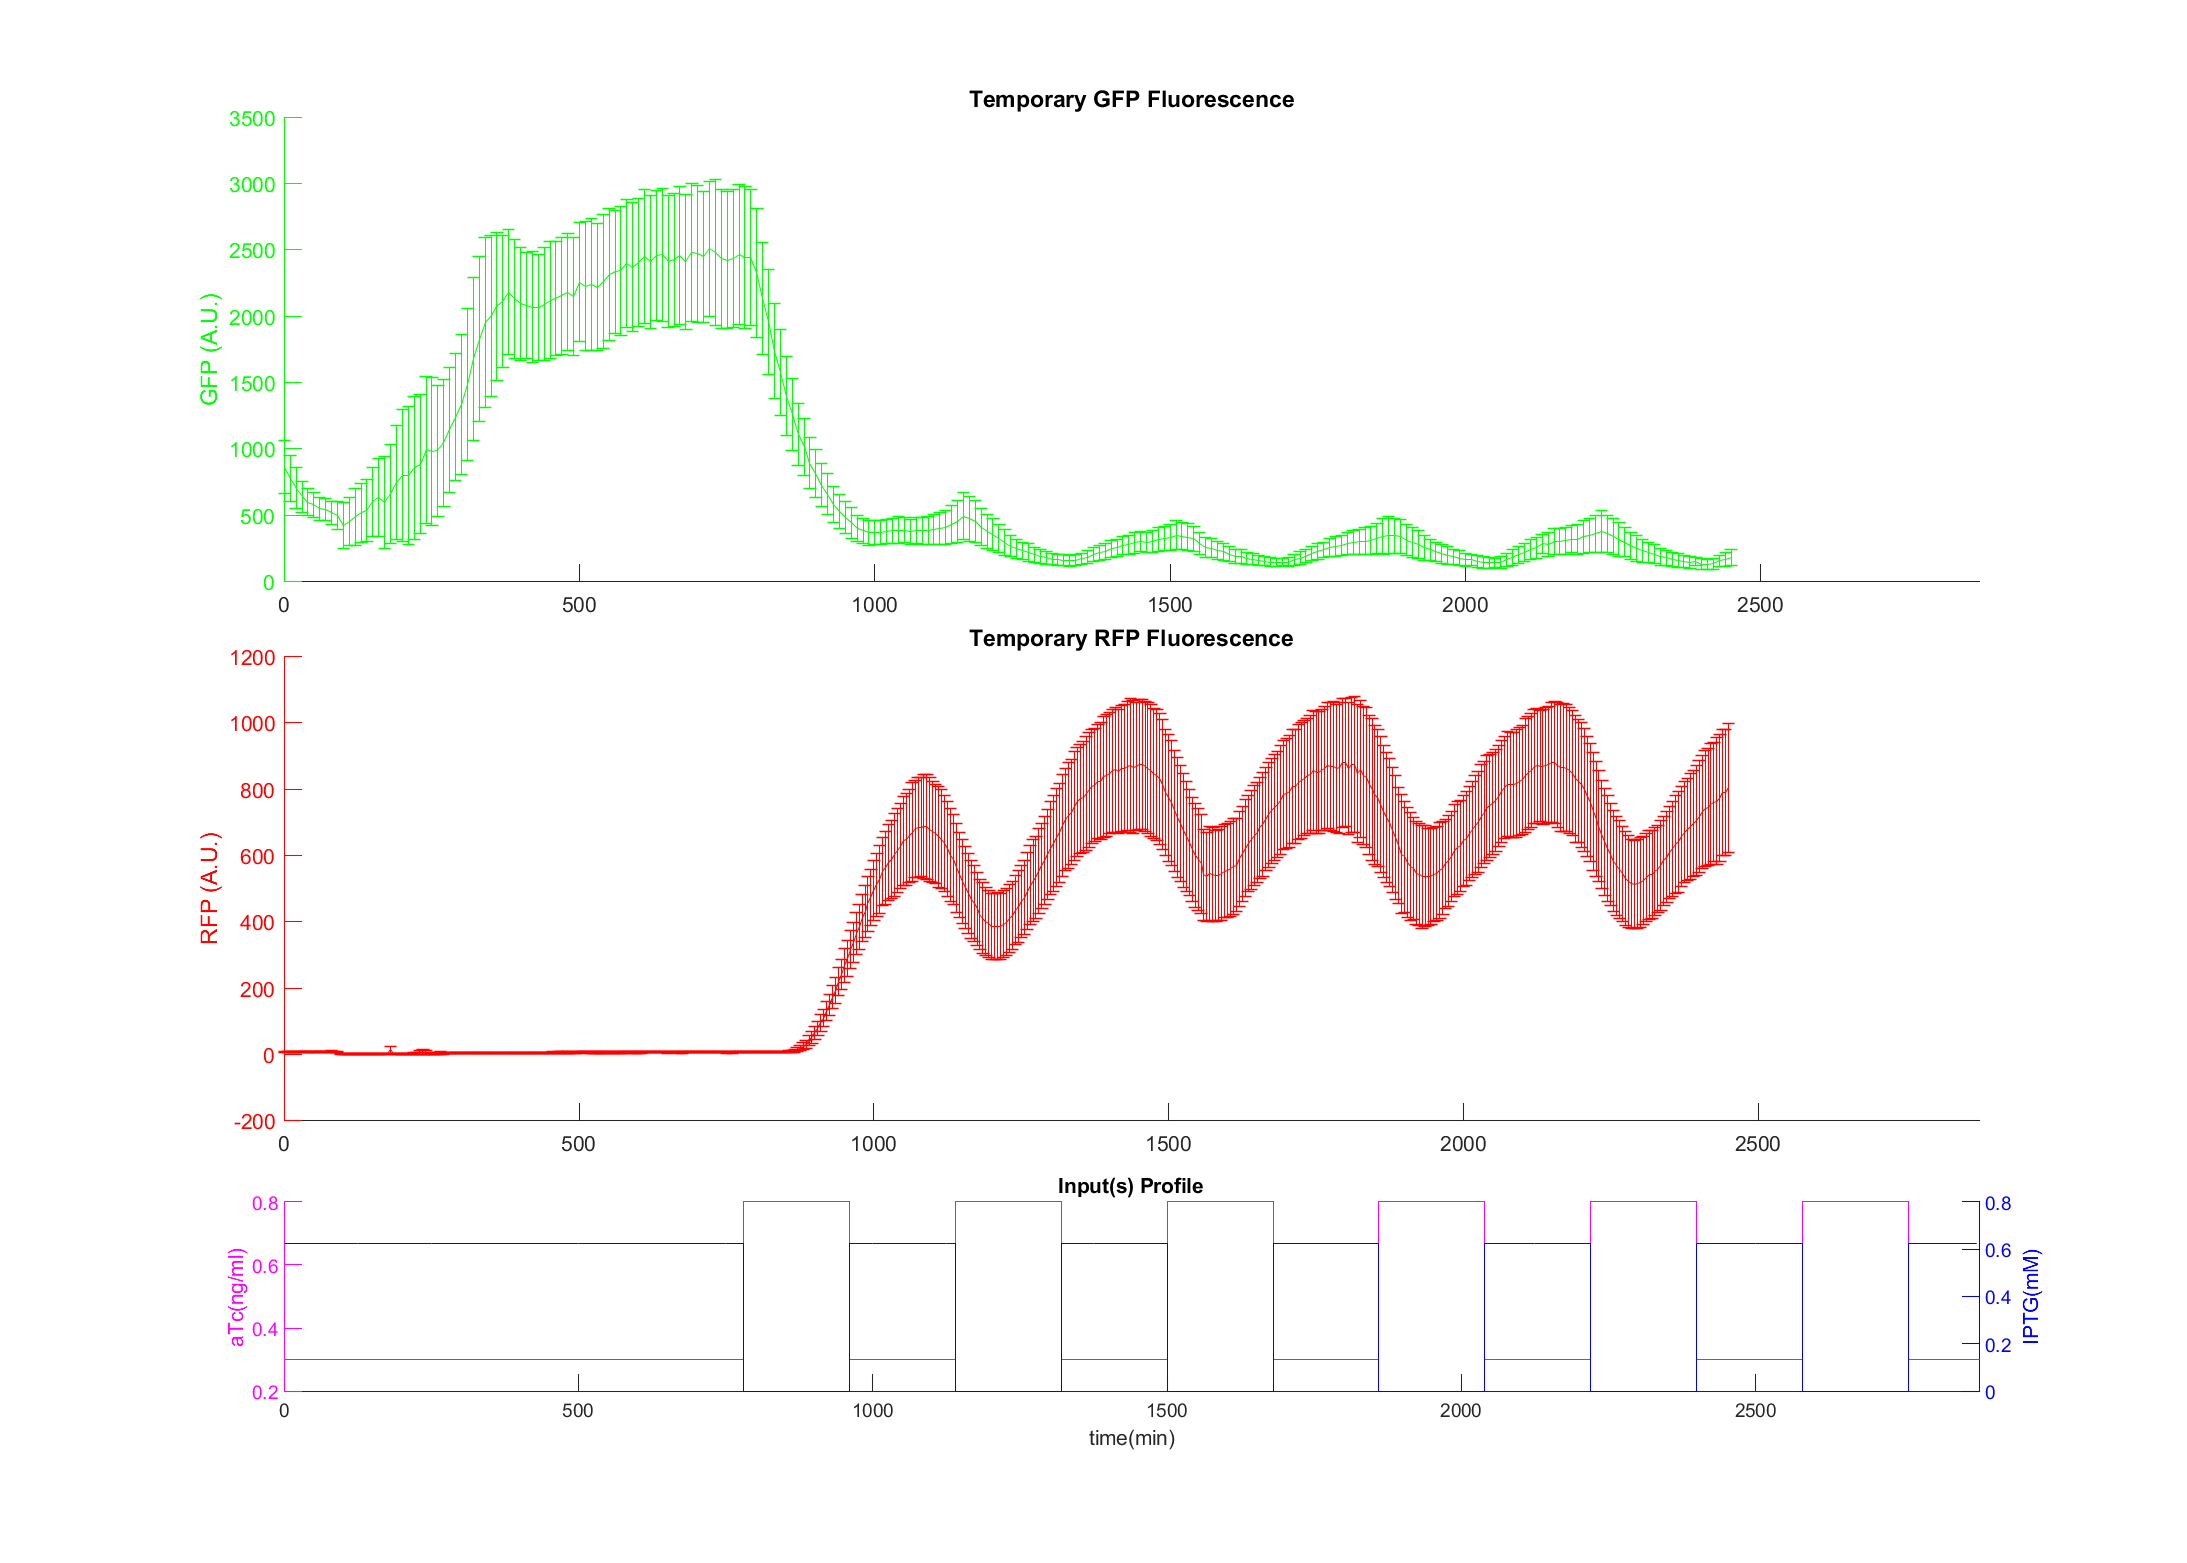 Temporary GFP Fluorescence
3500
3000
2500
2000
1500
1000
500
0
GFP (A.U.)
0 500 1000 1500 2000 2500
Temporary RFP Fluorescence
1200
1000
800
600
400
200
0
-200
RFP (A.U.)
0 500 1000 1500 2000 2500
Input(s) Profile
0.8
0.6
0.4
0.2
aTc(ng/ml)
0.8
0.6
0.4
0.2
0
IPTG(mM)
0 500 1000 1500 2000 2500
time(min)